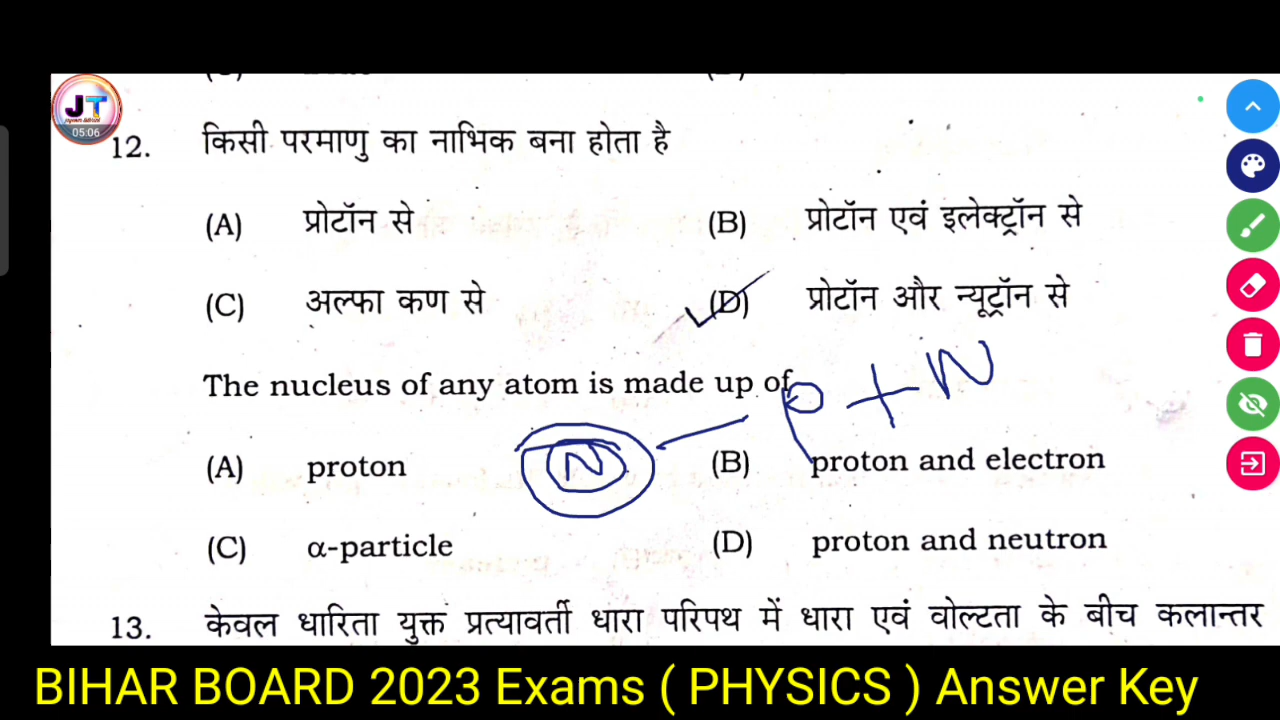 JT
05:06
12. किसी परमाणु का नाभिक बना होता है
(A) प्रोटॉन से (B) प्रोटॉन एवं इलेक्ट्रॉन से
(C) अल्फा कण से (D) प्रोटॉन और न्यूट्रॉन से
The nucleus of any atom is made up of
P + N
N
(A) proton (B) proton and electron
(C) α-particle (D) proton and neutron
13. केवल धारिता युक्त प्रत्यावर्ती धारा परिपथ में धारा एवं वोल्टता के बीच कलान्तर
BIHAR BOARD 2023 Exams ( PHYSICS ) Answer Key